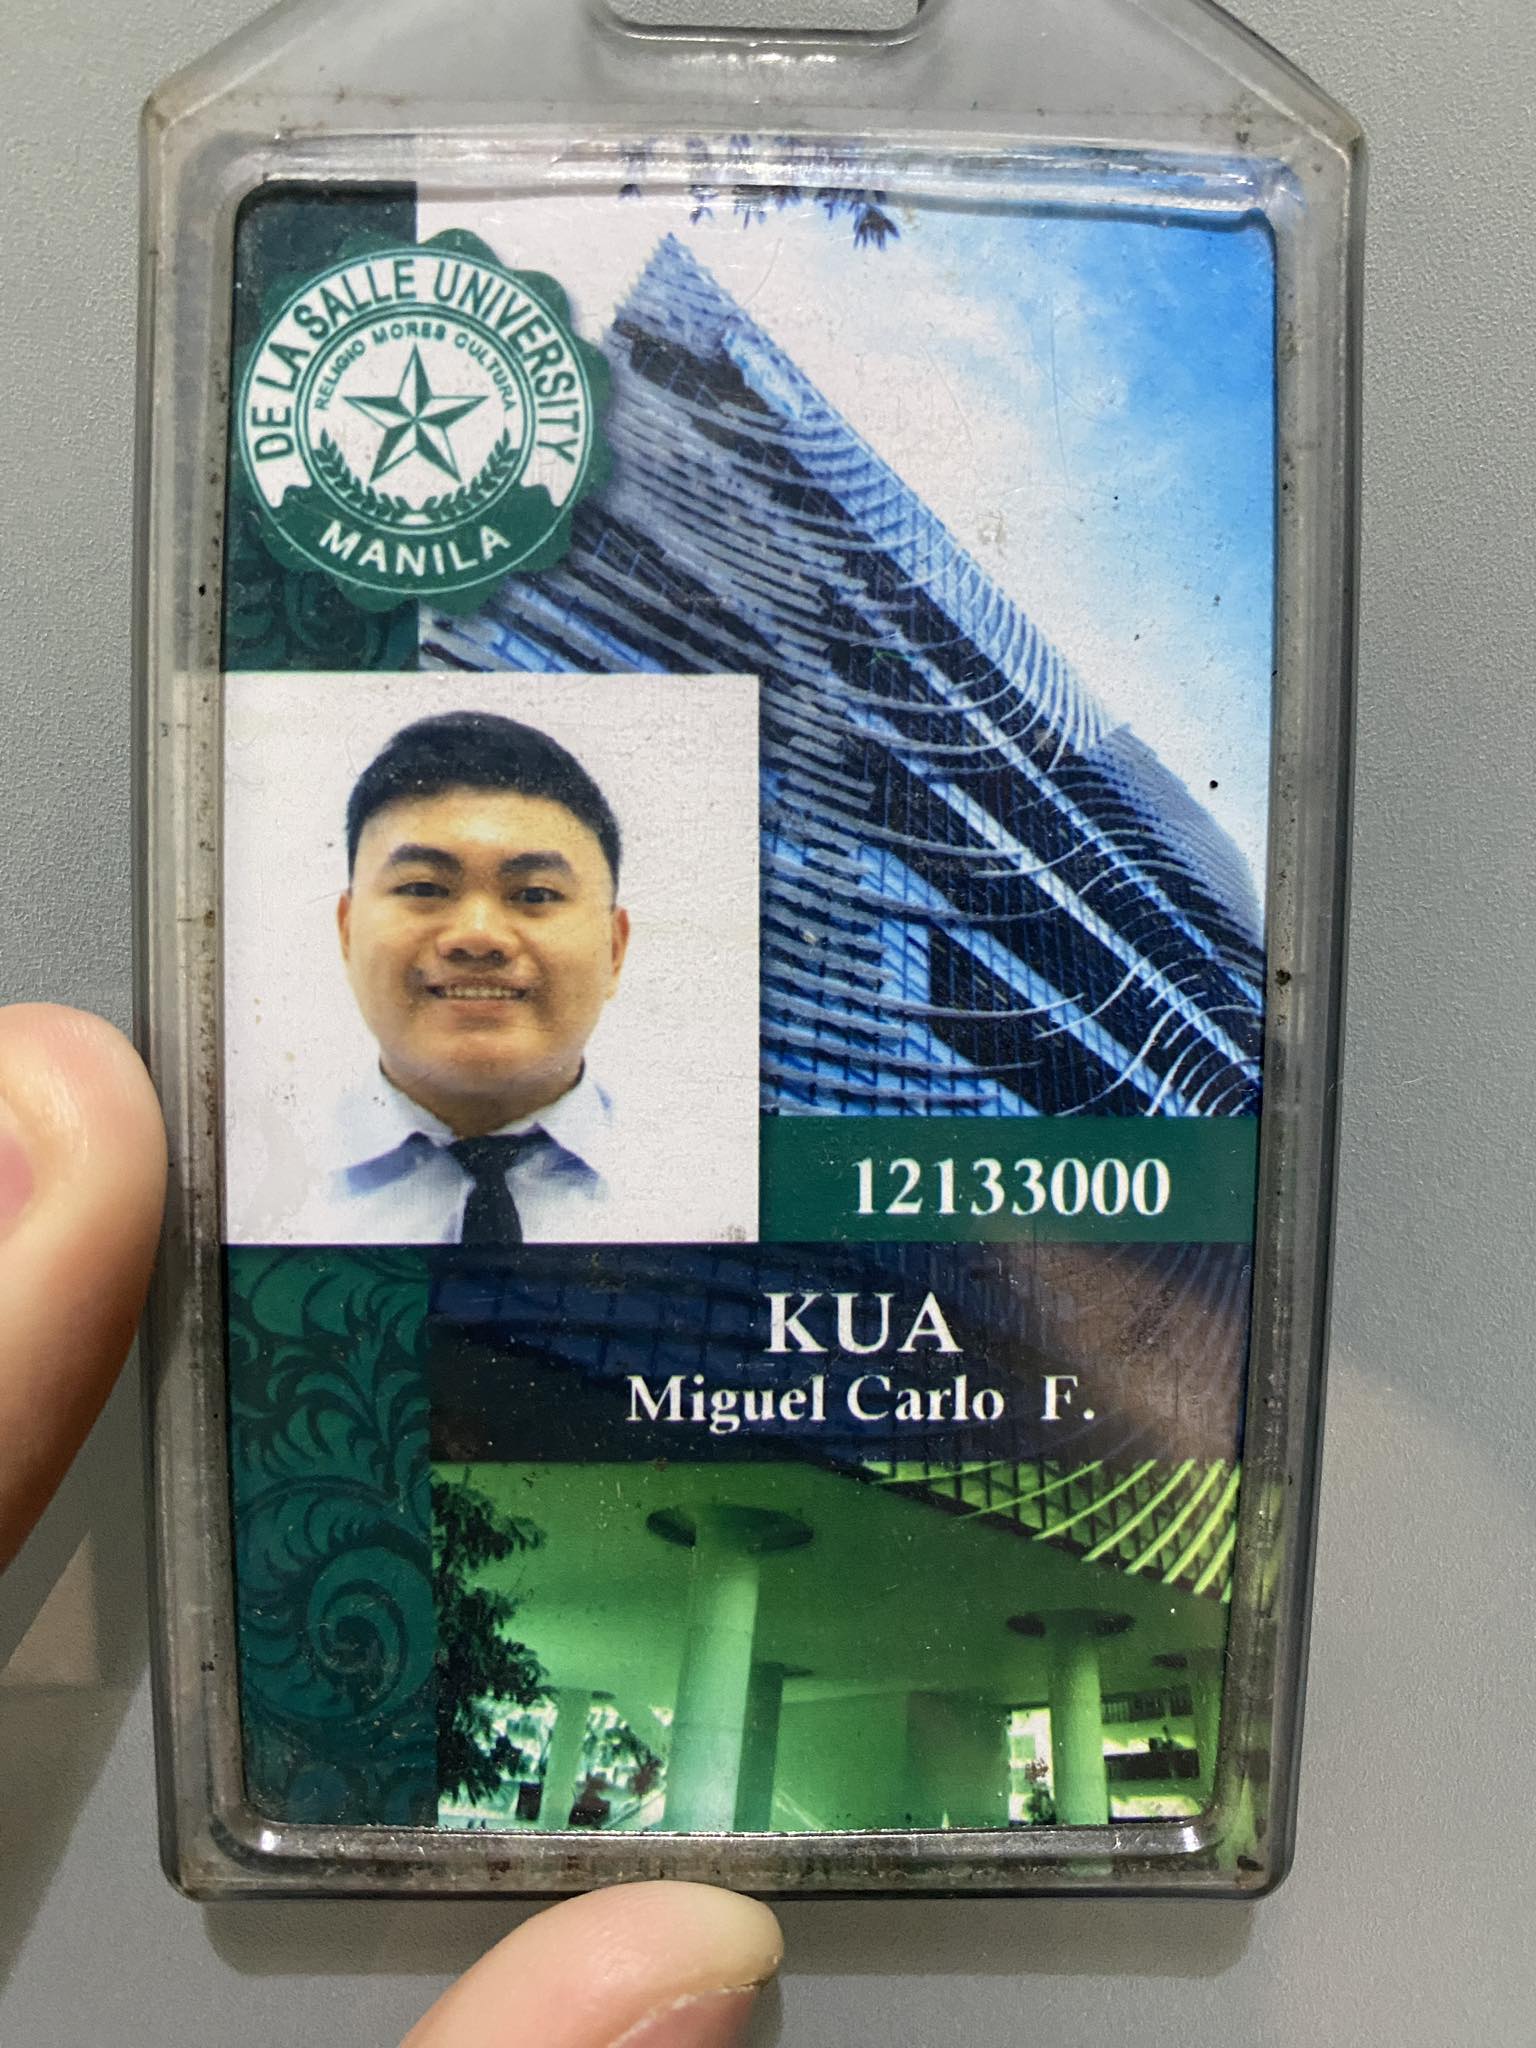 DE LA SALLE UNIVERSITY
RELIGIO MORES CULTURA
MANILA
12133000
KUA
Miguel Carlo F.